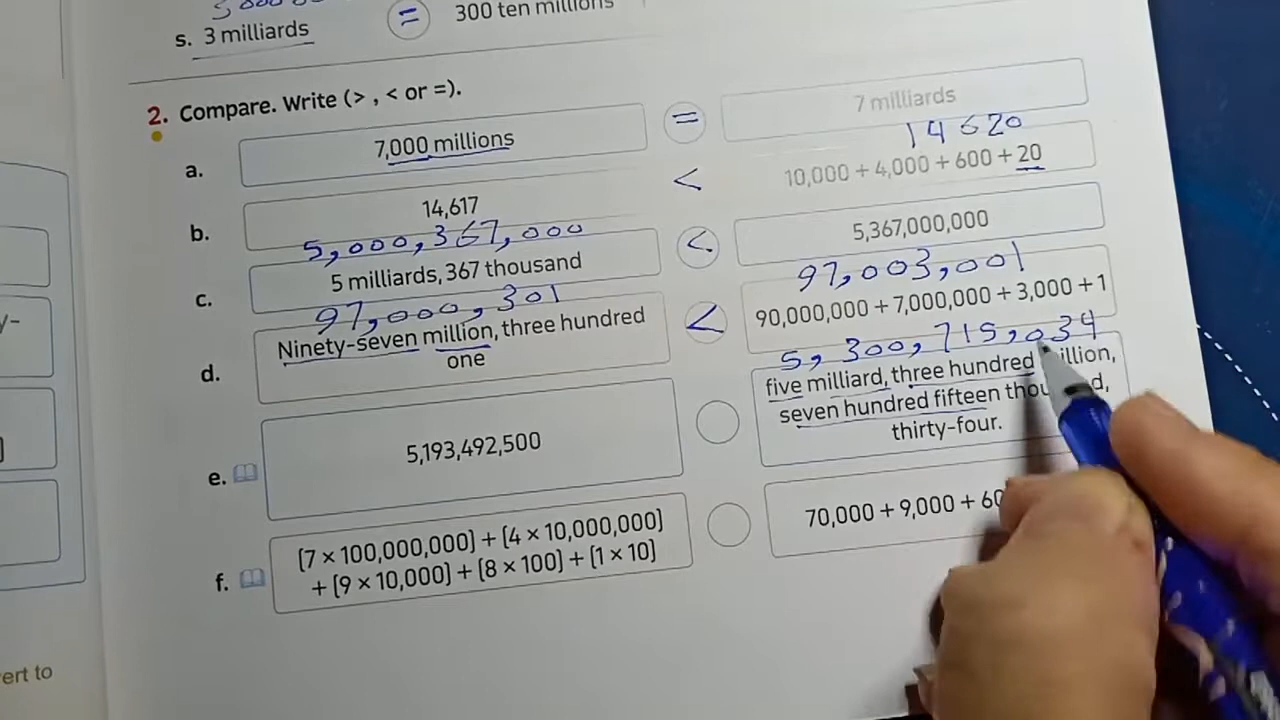 s. 3 milliards = 300 ten millions
2. Compare. Write (> , < or =).
a. 7,000 millions = 7 milliards
14620
b. 14,617 < 10,000 + 4,000 + 600 + 20
5,000,367,000
c. 5 milliards, 367 thousand < 5,367,000,000
97,000,301 97,003,001
d. Ninety-seven million, three hundred < 90,000,000 + 7,000,000 + 3,000 + 1
one
5, 300, 715, 034
five milliard, three hundred
e. 5,193,492,500 seven hundred fifteen
thirty-four.
f. (7 × 100,000,000) + (4 × 10,000,000) 70,000 + 9,000 +
+ (9 × 10,000) + (8 × 100) + (1 × 10)
ert to